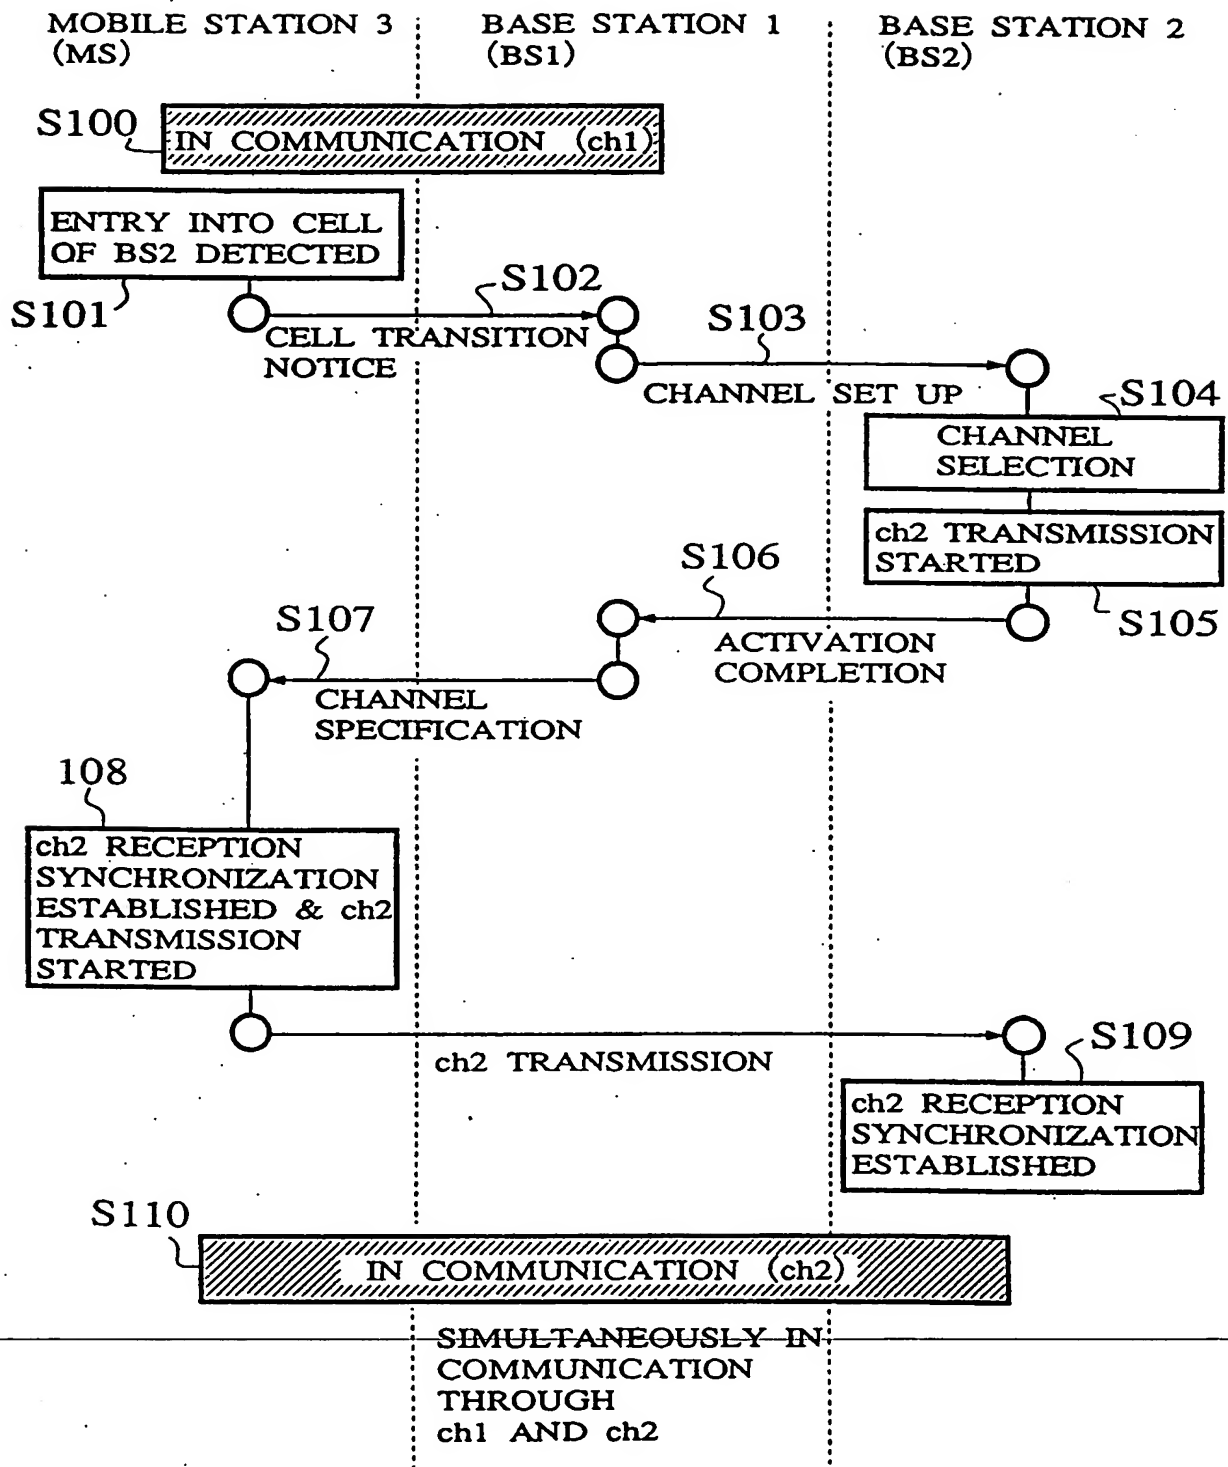 MOBILE STATION 3
(MS)
BASE STATION 1
(BS1)
BASE STATION 2
(BS2)
S100
IN COMMUNICATION (ch1)
ENTRY INTO CELL
OF BS2 DETECTED
S101
S102
CELL TRANSITION
NOTICE
S103
CHANNEL SET UP
S104
CHANNEL
SELECTION
ch2 TRANSMISSION
STARTED
S105
S106
ACTIVATION
COMPLETION
S107
CHANNEL
SPECIFICATION
108
ch2 RECEPTION
SYNCHRONIZATION
ESTABLISHED & ch2
TRANSMISSION
STARTED
ch2 TRANSMISSION
S109
ch2 RECEPTION
SYNCHRONIZATION
ESTABLISHED
S110
IN COMMUNICATION (ch2)
SIMULTANEOUSLY IN
COMMUNICATION
THROUGH
ch1 AND ch2